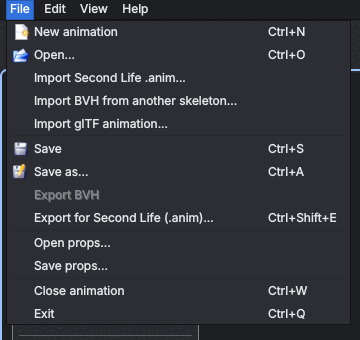 File Edit View Help
New animation Ctrl+N
Open... Ctrl+O
Import Second Life .anim...
Import BVH from another skeleton...
Import glTF animation...
Save Ctrl+S
Save as... Ctrl+A
Export BVH
Export for Second Life (.anim)... Ctrl+Shift+E
Open props...
Save props...
Close animation Ctrl+W
Exit Ctrl+Q